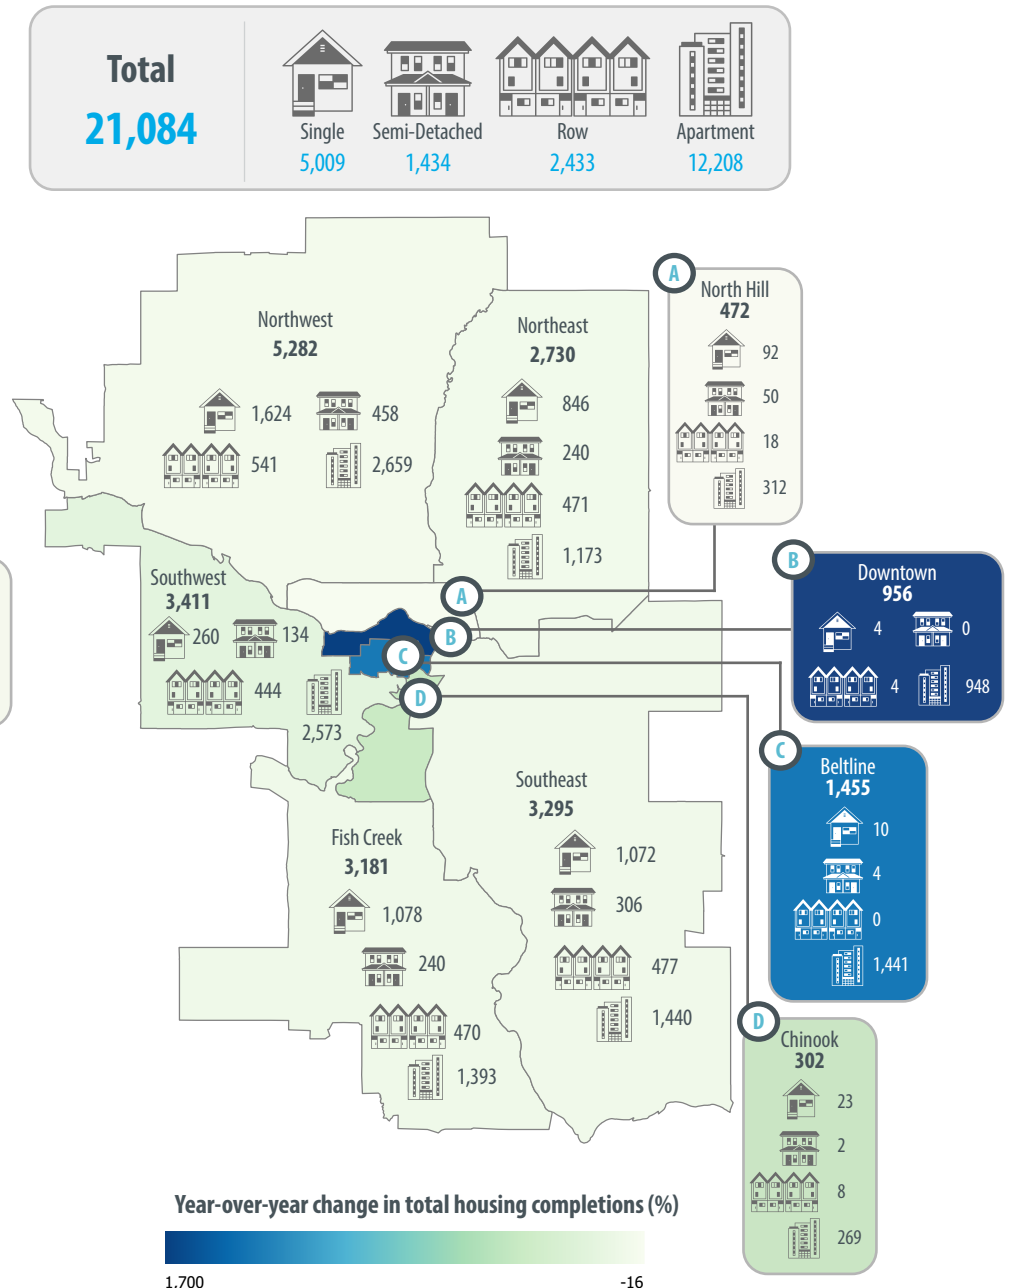 Total
21,084
Single
5,009
Semi-Detached
1,434
Row
2,433
Apartment
12,208
Northwest
5,282
1,624
458
541
2,659
Northeast
2,730
846
240
471
1,173
A
North Hill
472
92
50
18
312
Southwest
3,411
260
134
444
2,573
A
B
C
D
B
Downtown
956
4
0
4
948
C
Beltline
1,455
10
4
0
1,441
Southeast
3,295
1,072
306
477
1,440
Fish Creek
3,181
1,078
240
470
1,393
D
Chinook
302
23
2
8
269
Year-over-year change in total housing completions (%)
1,700
-16